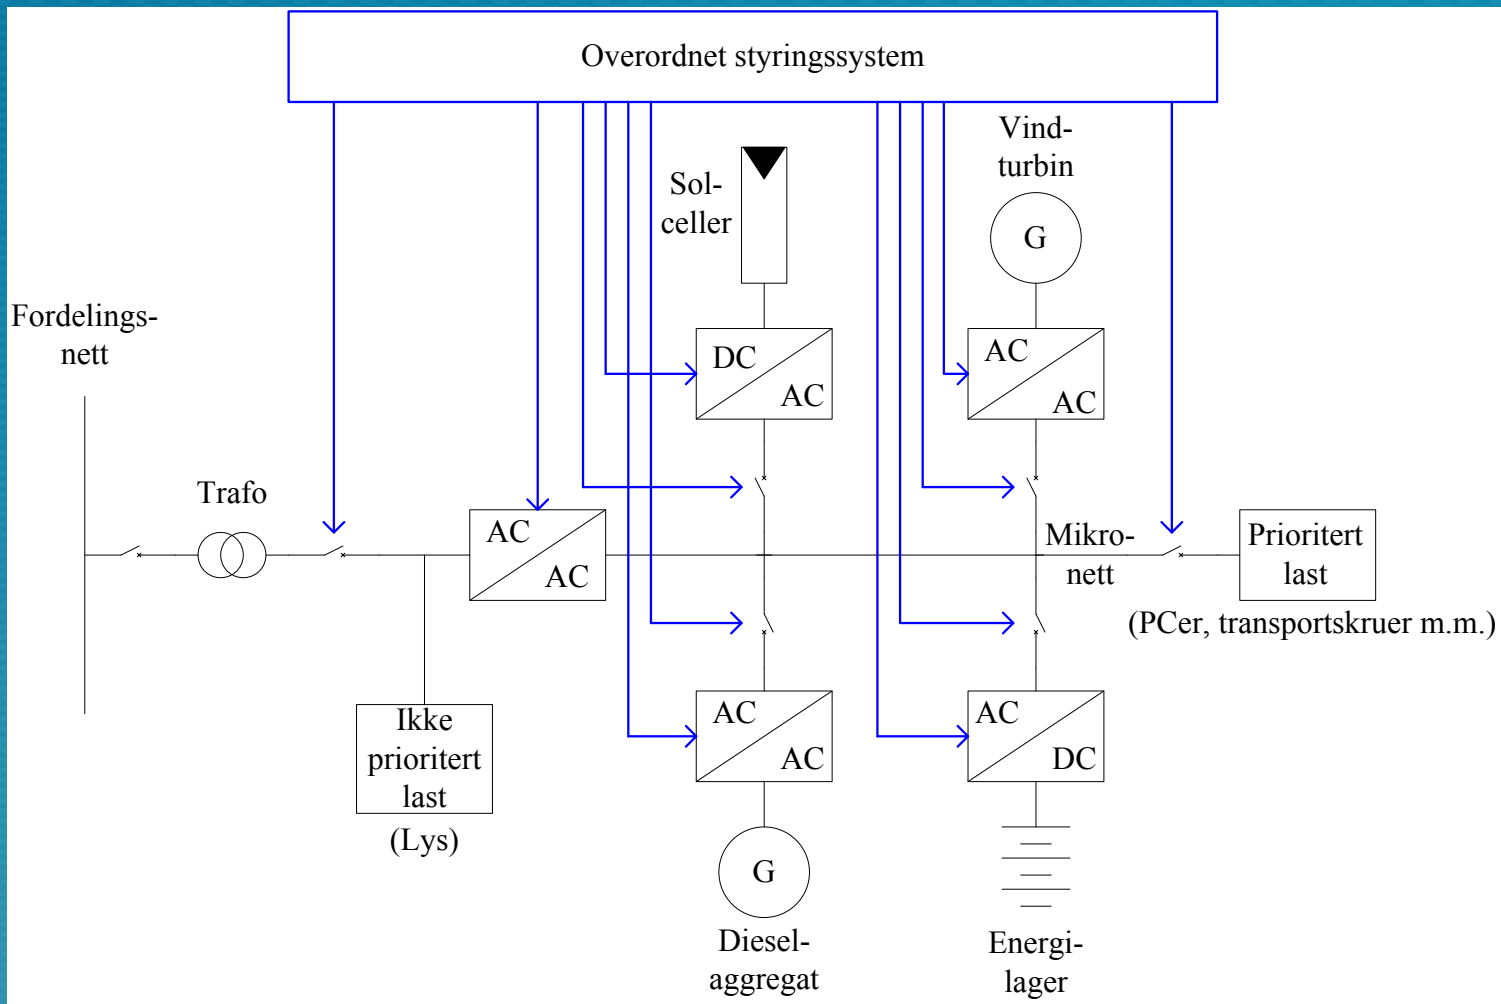 Overordnet styringssystem
Vind-
turbin
Sol-
celler
G
Fordelings-
nett
DC
AC
AC
AC
Trafo
AC
AC
Mikro-
nett
Prioritert
last
(PCer, transportskruer m.m.)
Ikke
prioritert
last
(Lys)
AC
AC
AC
DC
G
Diesel-
aggregat
Energi-
lager